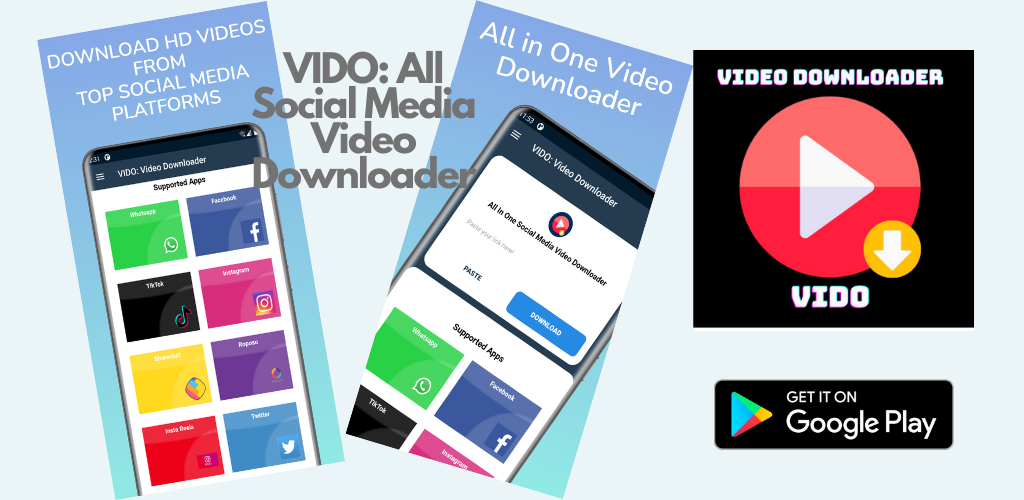 DOWNLOAD HD VIDEOS
FROM
TOP SOCIAL MEDIA
PLATFORMS
VIDO: Video Downloader
Supported Apps
Whatsapp
Facebook
TikTok
Instagram
Sharechat
Roposo
Insta Reels
Twitter
VIDO: All
Social Media
Video
Downloader
All in One Video
Downloader
1:53
VIDO: Video Downloader
All In One Social Media Video Downloader
Paste your link here!
PASTE
DOWNLOAD
Supported Apps
Whatsapp
Facebook
TikTok
Instagram
VIDEO DOWNLOADER
VIDO
GET IT ON
Google Play